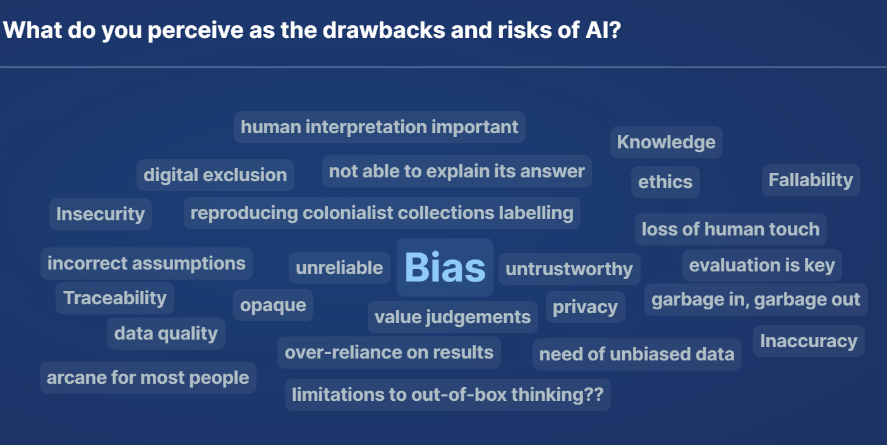 What do you perceive as the drawbacks and risks of AI?
human interpretation important
Knowledge
digital exclusion
not able to explain its answer
ethics
Fallability
Insecurity
reproducing colonialist collections labelling
loss of human touch
incorrect assumptions
unreliable
Bias
untrustworthy
evaluation is key
Traceability
opaque
value judgements
privacy
garbage in, garbage out
data quality
over-reliance on results
need of unbiased data
Inaccuracy
arcane for most people
limitations to out-of-box thinking??